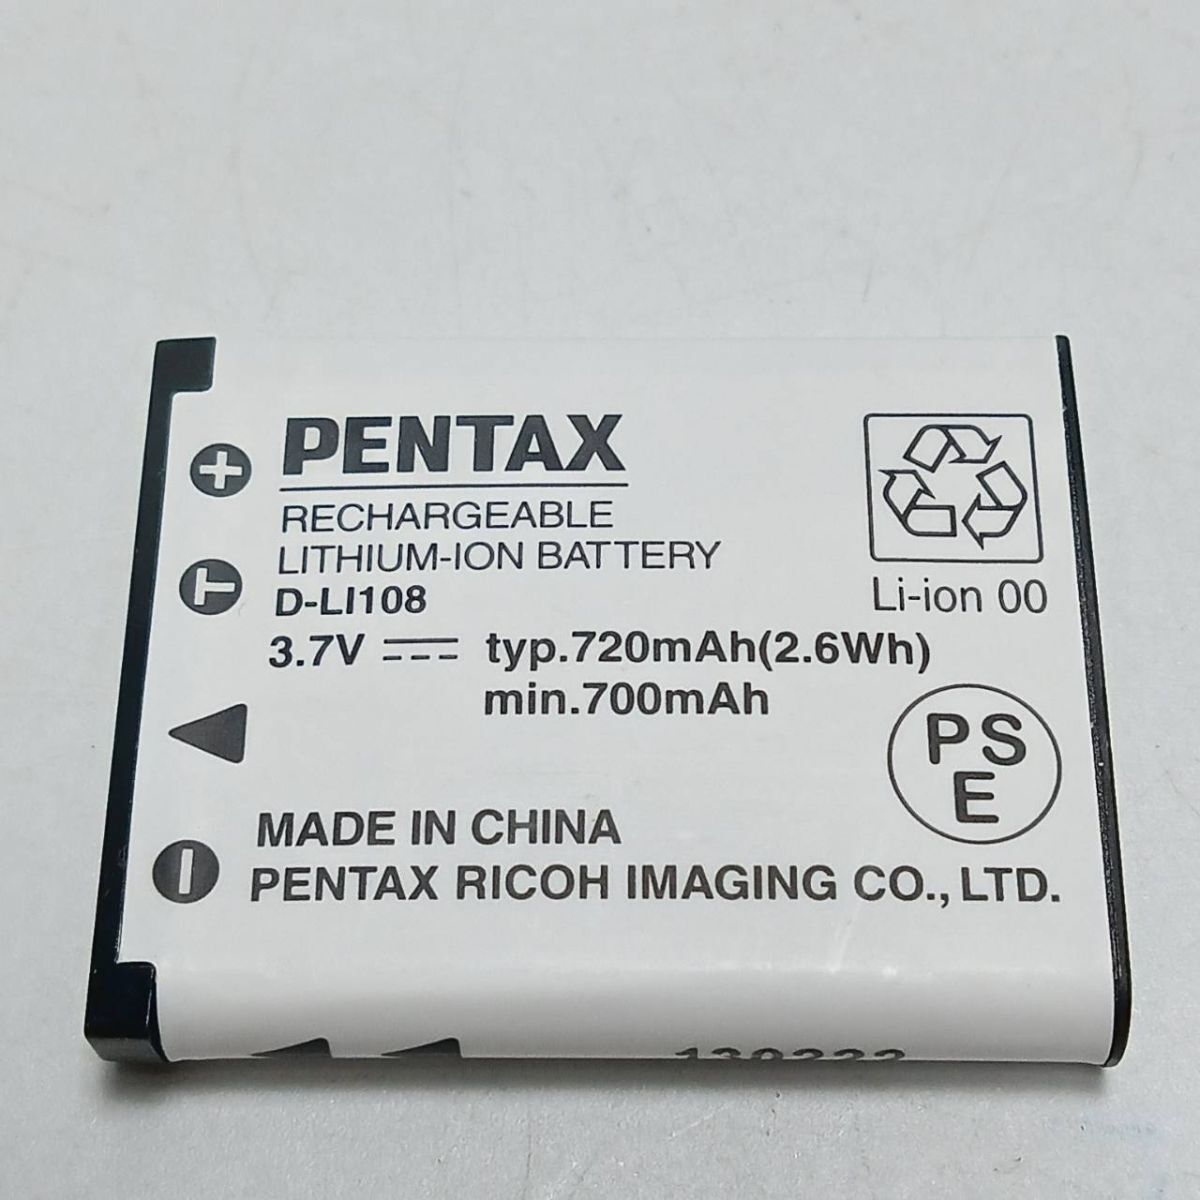 PENTAX
RECHARGEABLE
LITHIUM-ION BATTERY
D-LI108
3.7V typ.720mAh(2.6Wh)
min.700mAh
Li-ion 00
PS
E
T
MADE IN CHINA
PENTAX RICOH IMAGING CO., LTD.